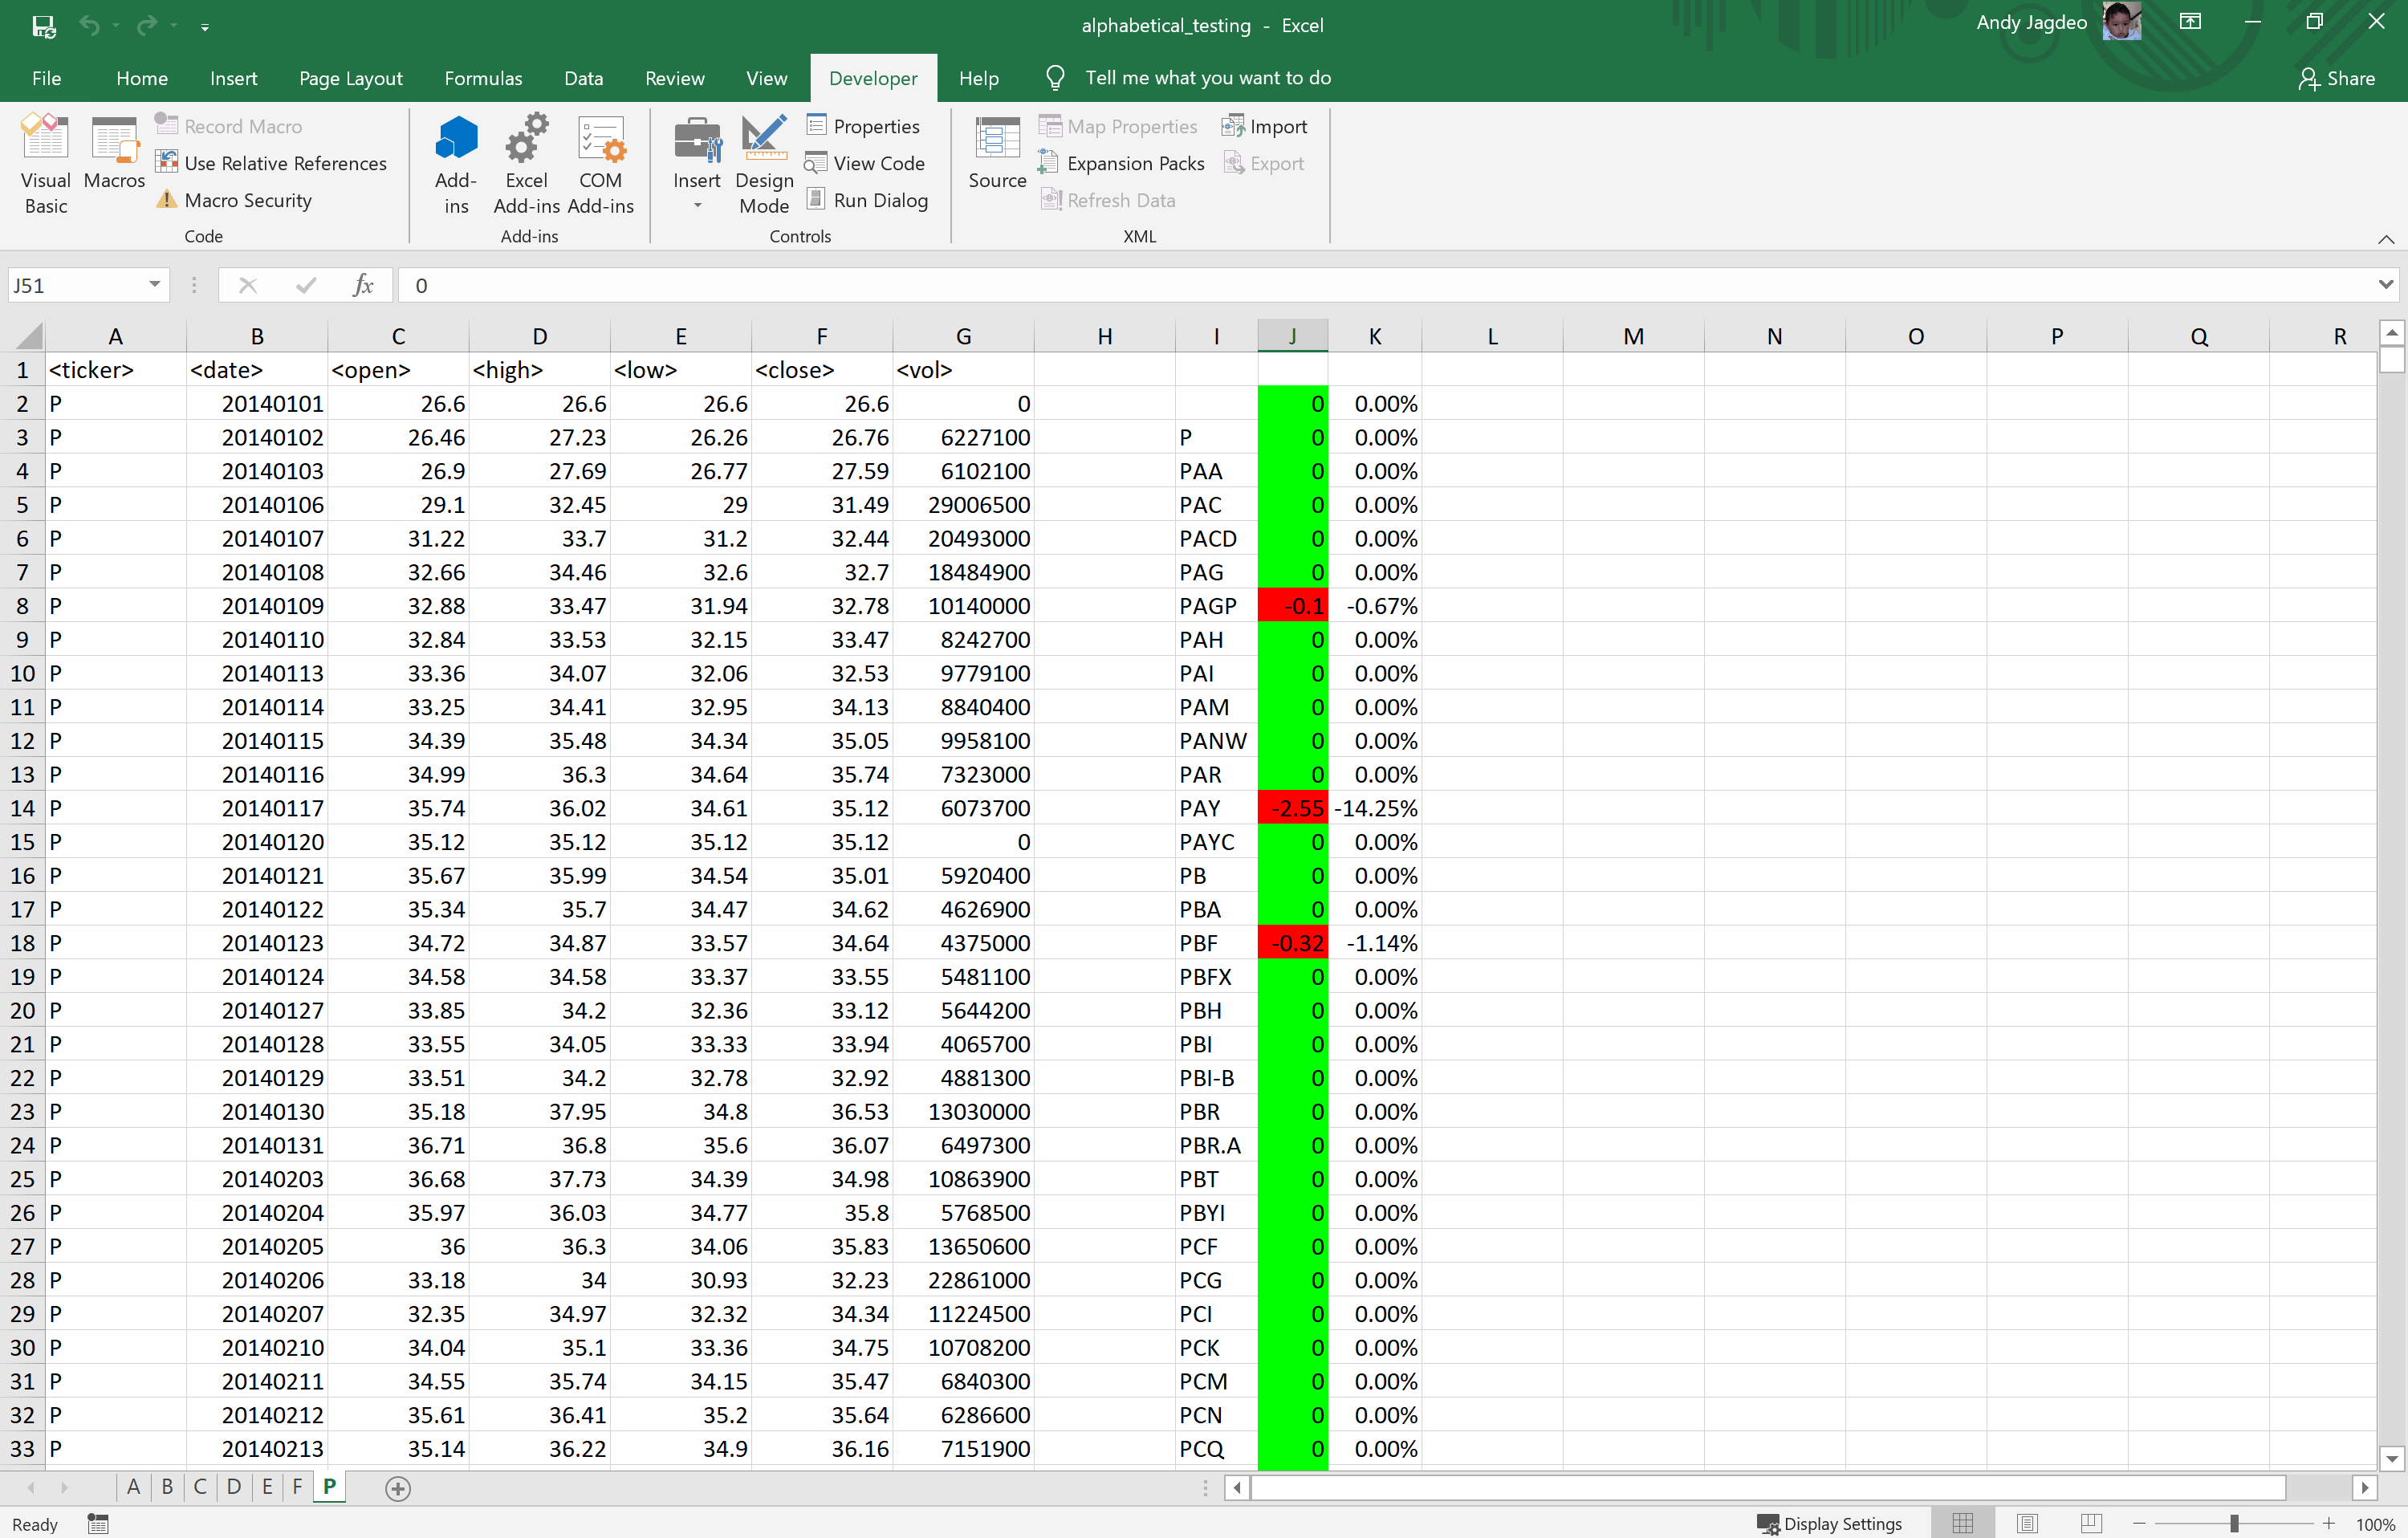 alphabetical_testing - Excel
Andy Jagdeo
File Home Insert Page Layout Formulas Data Review View Developer Help Tell me what you want to do Share
Visual Basic
Macros
Record Macro
Use Relative References
Macro Security
Code
Add-ins
Excel Add-ins
COM Add-ins
Add-ins
Insert
Design Mode
Properties
View Code
Run Dialog
Controls
Source
Map Properties
Expansion Packs
Refresh Data
Import
Export
XML
J51 fx 0
A B C D E F G H I J K L M N O P Q R
1 <ticker> <date> <open> <high> <low> <close> <vol>
2 P 20140101 26.6 26.6 26.6 26.6 0 0 0.00%
3 P 20140102 26.46 27.23 26.26 26.76 6227100 P 0 0.00%
4 P 20140103 26.9 27.69 26.77 27.59 6102100 PAA 0 0.00%
5 P 20140106 29.1 32.45 29 31.49 29006500 PAC 0 0.00%
6 P 20140107 31.22 33.7 31.2 32.44 20493000 PACD 0 0.00%
7 P 20140108 32.66 34.46 32.6 32.7 18484900 PAG 0 0.00%
8 P 20140109 32.88 33.47 31.94 32.78 10140000 PAGP -0.1 -0.67%
9 P 20140110 32.84 33.53 32.15 33.47 8242700 PAH 0 0.00%
10 P 20140113 33.36 34.07 32.06 32.53 9779100 PAI 0 0.00%
11 P 20140114 33.25 34.41 32.95 34.13 8840400 PAM 0 0.00%
12 P 20140115 34.39 35.48 34.34 35.05 9958100 PANW 0 0.00%
13 P 20140116 34.99 36.3 34.64 35.74 7323000 PAR 0 0.00%
14 P 20140117 35.74 36.02 34.61 35.12 6073700 PAY -2.55 -14.25%
15 P 20140120 35.12 35.12 35.12 35.12 0 PAYC 0 0.00%
16 P 20140121 35.67 35.99 34.54 35.01 5920400 PB 0 0.00%
17 P 20140122 35.34 35.7 34.47 34.62 4626900 PBA 0 0.00%
18 P 20140123 34.72 34.87 33.57 34.64 4375000 PBF -0.32 -1.14%
19 P 20140124 34.58 34.58 33.37 33.55 5481100 PBFX 0 0.00%
20 P 20140127 33.85 34.2 32.36 33.12 5644200 PBH 0 0.00%
21 P 20140128 33.55 34.05 33.33 33.94 4065700 PBI 0 0.00%
22 P 20140129 33.51 34.2 32.78 32.92 4881300 PBI-B 0 0.00%
23 P 20140130 35.18 37.95 34.8 36.53 13030000 PBR 0 0.00%
24 P 20140131 36.71 36.8 35.6 36.07 6497300 PBR.A 0 0.00%
25 P 20140203 36.68 37.73 34.39 34.98 10863900 PBT 0 0.00%
26 P 20140204 35.97 36.03 34.77 35.8 5768500 PBYI 0 0.00%
27 P 20140205 36 36.3 34.06 35.83 13650600 PCF 0 0.00%
28 P 20140206 33.18 34 30.93 32.23 22861000 PCG 0 0.00%
29 P 20140207 32.35 34.97 32.32 34.34 11224500 PCI 0 0.00%
30 P 20140210 34.04 35.1 33.36 34.75 10708200 PCK 0 0.00%
31 P 20140211 34.55 35.74 34.15 35.47 6840300 PCM 0 0.00%
32 P 20140212 35.61 36.41 35.2 35.64 6286600 PCN 0 0.00%
33 P 20140213 35.14 36.22 34.9 36.16 7151900 PCQ 0 0.00%
A B C D E F P
Ready Display Settings 100%